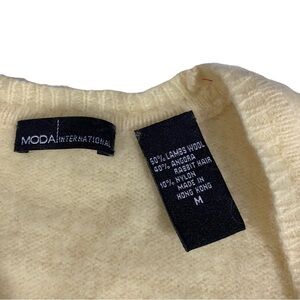 MODA INTERNATIONAL
50% LAMBS WOOL
40% ANGORA
RABBIT HAIR
10% NYLON
MADE IN
HONG KONG
M